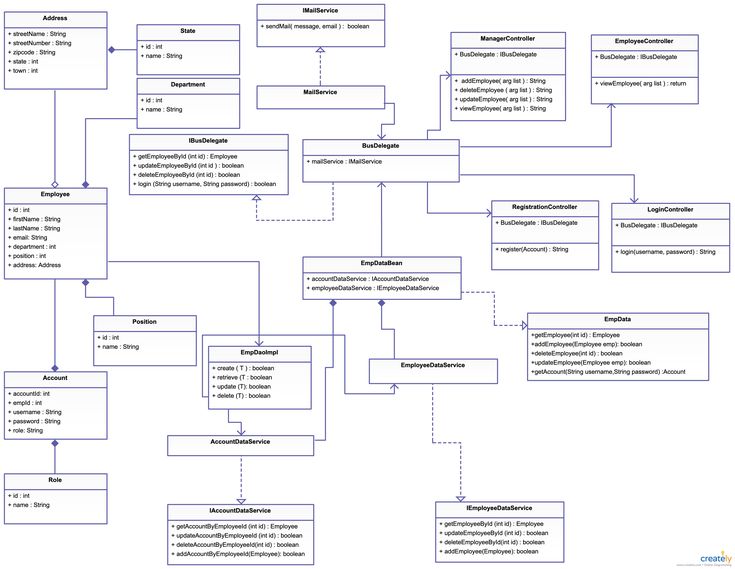 Address
+ streetName : String
+ streetNumber : String
+ zipcode : String
+ state : int
+ town : int
State
+ id : int
+ name : String
Department
+ id : int
+ name : String
IMailService
+ sendMail( message, email ) : boolean
MailService
ManagerController
+ BusDelegate : IBusDelegate
+ addEmployee( arg list ) : String
+ deleteEmployee ( arg list ) : String
+ updateEmployee( arg list ) : String
+ viewEmployee( arg list ) : String
EmployeeController
+ BusDelegate : IBusDelegate
+ viewEmployee( arg list ) : return
IBusDelegate
+ getEmployeeById (int id) : Employee
+ updateEmployeeById (int id ) : boolean
+ deleteEmployeeById (int id ) : boolean
+ login (String username, String password) : boolean
BusDelegate
+ mailService : IMailService
Employee
+ id : int
+ firstName : String
+ lastName : String
+ email: String
+ department : int
+ position : int
+ address: Address
RegistrationController
+ BusDelegate : IBusDelegate
+ register(Account) : String
LoginController
+ BusDelegate : IBusDelegate
+ login(username, password) : String
EmpDataBean
+ accountDataService : IAccountDataService
+ employeeDataService : IEmployeeDataService
Position
+ id : int
+ name : String
EmpData
+getEmployee(int id) : Employee
+addEmployee(Employee emp): boolean
+deleteEmployee(int id) : boolean
+updateEmployee(Employee emp): boolean
+getAccount(String username,String password) :Account
EmpDaoImpl
+ create ( T ) : boolean
+ retrieve (T : boolean
+ update (T): boolean
+ delete (T) : boolean
EmployeeDataService
Account
+ accountId: int
+ empId : int
+ username : String
+ password : String
+ role: String
AccountDataService
Role
+ id : int
+ name : String
IAccountDataService
+ getAccountByEmployeeId (int id) : Employee
+ updateAccountByEmployeeId (int id) : boolean
+ deleteAccountByEmployeeId(int id) : boolean
+ addAccountByEmployeeId(Employee): boolean
IEmployeeDataService
+ getEmployeeById (int id) : Employee
+ updateEmployeeById (int id) : boolean
+ deleteEmployeeById(int id) : boolean
+ addEmployee(Employee): boolean
creately